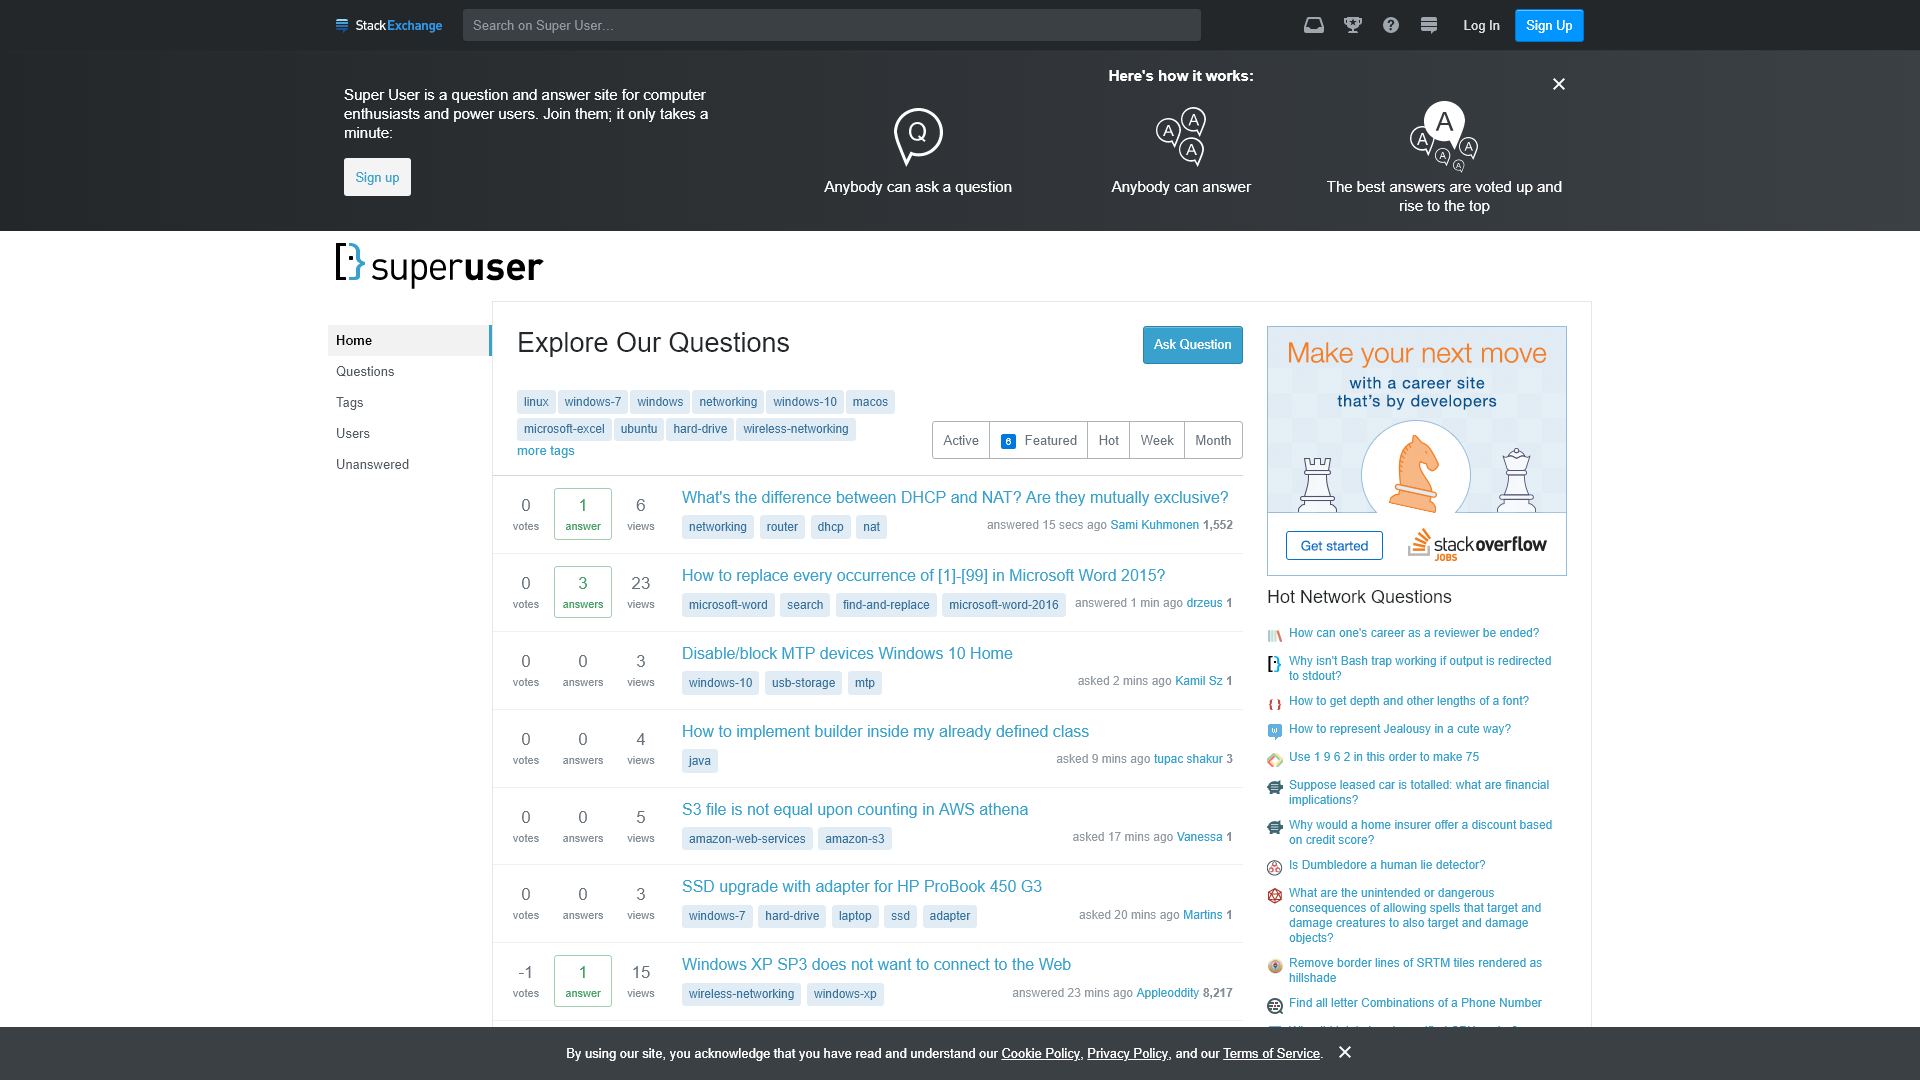 StackExchange
Search on Super User…
Log In
Sign Up
Super User is a question and answer site for computer
enthusiasts and power users. Join them; it only takes a
minute:
Sign up
Here's how it works:
Q
Anybody can ask a question
A
A
A
Anybody can answer
A
A
A
A
A
The best answers are voted up and
rise to the top
superuser
Home
Questions
Tags
Users
Unanswered
Explore Our Questions
Ask Question
linux windows-7 windows networking windows-10 macos
microsoft-excel ubuntu hard-drive wireless-networking
more tags
Active 6 Featured Hot Week Month
0 votes 1 answer 6 views
What's the difference between DHCP and NAT? Are they mutually exclusive?
networking router dhcp nat
answered 15 secs ago Sami Kuhmonen 1,552
0 votes 3 answers 23 views
How to replace every occurrence of [1]-[99] in Microsoft Word 2015?
microsoft-word search find-and-replace microsoft-word-2016
answered 1 min ago drzeus 1
0 votes 0 answers 3 views
Disable/block MTP devices Windows 10 Home
windows-10 usb-storage mtp
asked 2 mins ago Kamil Sz 1
0 votes 0 answers 4 views
How to implement builder inside my already defined class
java
asked 9 mins ago tupac shakur 3
0 votes 0 answers 5 views
S3 file is not equal upon counting in AWS athena
amazon-web-services amazon-s3
asked 17 mins ago Vanessa 1
0 votes 0 answers 3 views
SSD upgrade with adapter for HP ProBook 450 G3
windows-7 hard-drive laptop ssd adapter
asked 20 mins ago Martins 1
-1 votes 1 answer 15 views
Windows XP SP3 does not want to connect to the Web
wireless-networking windows-xp
answered 23 mins ago Appleoddity 8,217
Make your next move
with a career site
that's by developers
Get started
stackoverflow
JOBS
Hot Network Questions
How can one's career as a reviewer be ended?
Why isn't Bash trap working if output is redirected
to stdout?
How to get depth and other lengths of a font?
How to represent Jealousy in a cute way?
Use 1 9 6 2 in this order to make 75
Suppose leased car is totalled: what are financial
implications?
Why would a home insurer offer a discount based
on credit score?
Is Dumbledore a human lie detector?
What are the unintended or dangerous
consequences of allowing spells that target and
damage creatures to also target and damage
objects?
Remove border lines of SRTM tiles rendered as
hillshade
Find all letter Combinations of a Phone Number
By using our site, you acknowledge that you have read and understand our Cookie Policy, Privacy Policy, and our Terms of Service.